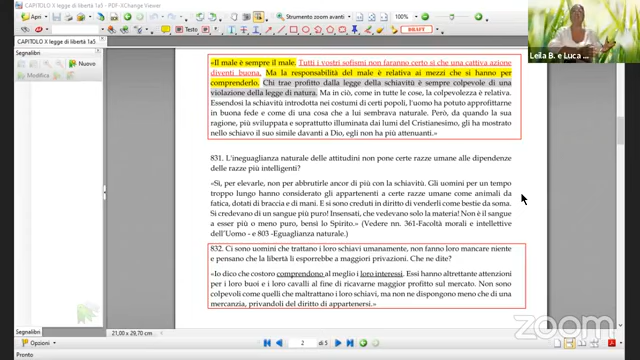 CAPITOLO X legge di libertà 1a5 - PDF-XChange Viewer
Leila B. e Luca ...
Strumento zoom avanti
100%
DRAFT
CAPITOLO X legge di libertà 1a5
Segnalibri
Nuovo
Modifica
«Il male è sempre il male. Tutti i vostri sofismi non faranno certo sì che una cattiva azione
diventi buona. Ma la responsabilità del male è relativa ai mezzi che si hanno per
comprenderlo. Chi trae profitto dalla legge della schiavitù è sempre colpevole di una
violazione della legge di natura. Ma in ciò, come in tutte le cose, la colpevolezza è relativa.
Essendosi la schiavitù introdotta nei costumi di certi popoli, l'uomo ha potuto approfittarne
in buona fede e come di una cosa che a lui sembrava naturale. Però, da quando la sua
ragione, più sviluppata e soprattutto illuminata dai lumi del Cristianesimo, gli ha mostrato
nello schiavo il suo simile davanti a Dio, egli non ha più attenuanti.»
831. L'ineguaglianza naturale delle attitudini non pone certe razze umane alle dipendenze
delle razze più intelligenti?
«Sì, per elevarle, non per abbrutirle ancor di più con la schiavitù. Gli uomini per un tempo
troppo lungo hanno considerato gli appartenenti a certe razze umane come animali da
fatica, dotati di braccia e di mani. E si sono creduti in diritto di venderli come bestie da soma.
Si credevano di un sangue più puro! Insensati, che vedevano solo la materia! Non è il sangue
a esser più o meno puro, bensì lo Spirito.» (Vedere nn. 361-Facoltà morali e intellettive
dell'Uomo - e 803 -Eguaglianza naturale.)
832. Ci sono uomini che trattano i loro schiavi umanamente, non fanno loro mancare niente
e pensano che la libertà li esporrebbe a maggiori privazioni. Che ne dite?
«Io dico che costoro comprendono al meglio i loro interessi. Essi hanno altrettante attenzioni
per i loro buoi e i loro cavalli al fine di ricavarne maggior profitto sul mercato. Non sono
colpevoli come quelli che maltrattano i loro schiavi, ma non ne dispongono meno che di una
mercanzia, privandoli del diritto di appartenersi.»
zoom
Segnalibri
21,00 x 29,70 cm
Opzioni
2
di 5
Pronto